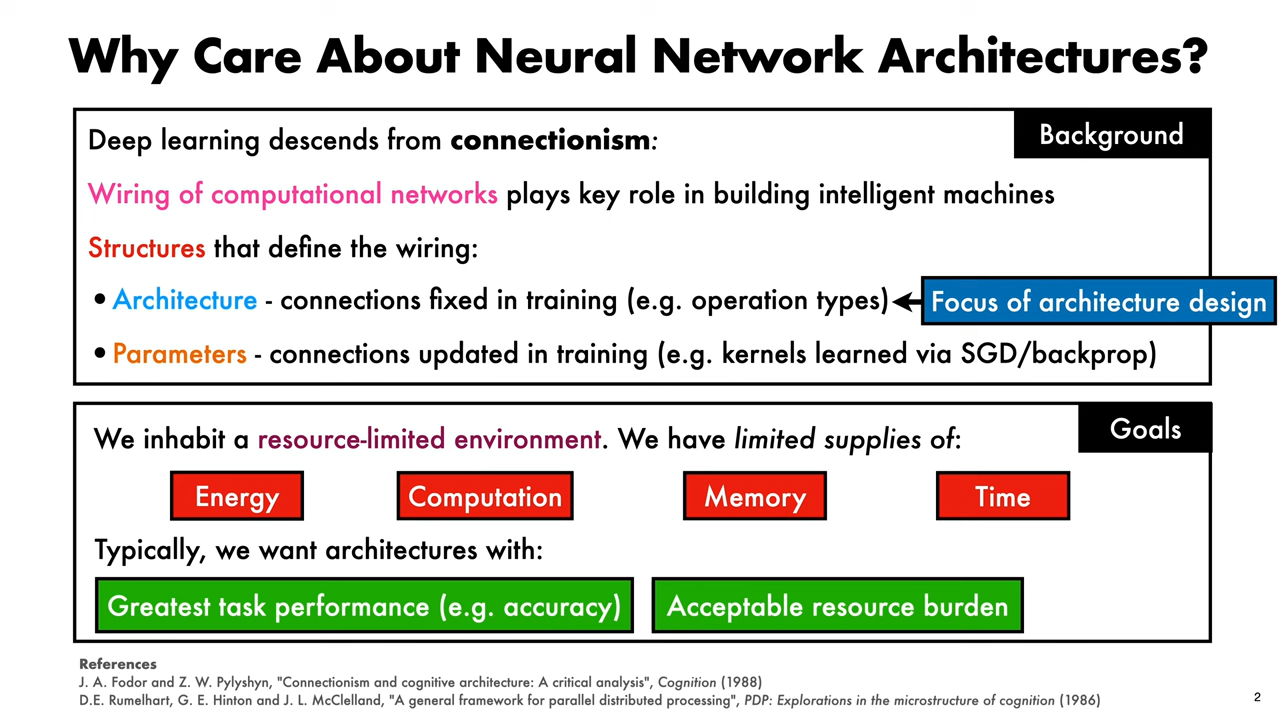 Why Care About Neural Network Architectures?
Background
Deep learning descends from connectionism:
Wiring of computational networks plays key role in building intelligent machines
Structures that define the wiring:
• Architecture - connections fixed in training (e.g. operation types)
Focus of architecture design
• Parameters - connections updated in training (e.g. kernels learned via SGD/backprop)
Goals
We inhabit a resource-limited environment. We have limited supplies of:
Energy
Computation
Memory
Time
Typically, we want architectures with:
Greatest task performance (e.g. accuracy)
Acceptable resource burden
References
J. A. Fodor and Z. W. Pylyshyn, "Connectionism and cognitive architecture: A critical analysis", Cognition (1988)
D.E. Rumelhart, G. E. Hinton and J. L. McClelland, "A general framework for parallel distributed processing", PDP: Explorations in the microstructure of cognition (1986)
2